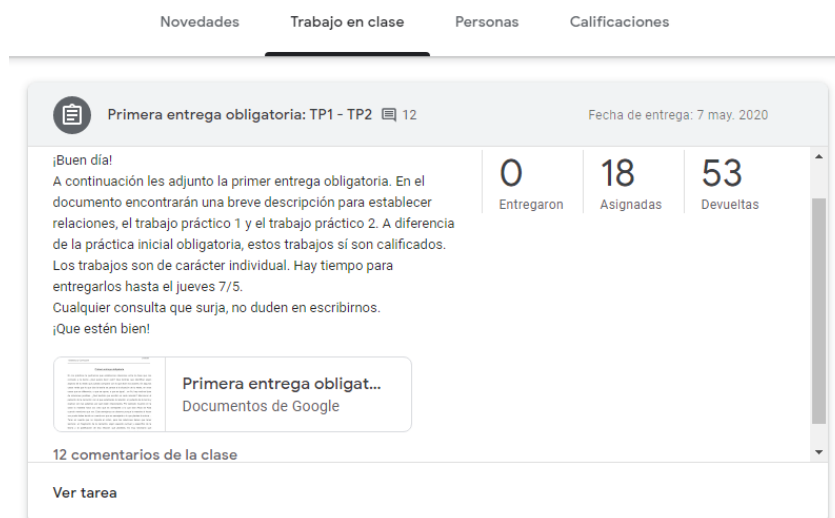 Novedades Trabajo en clase Personas Calificaciones
Primera entrega obligatoria: TP1 - TP2 12 Fecha de entrega: 7 may. 2020
¡Buen día!
A continuación les adjunto la primer entrega obligatoria. En el
documento encontrarán una breve descripción para establecer
relaciones, el trabajo práctico 1 y el trabajo práctico 2. A diferencia
de la práctica inicial obligatoria, estos trabajos sí son calificados.
Los trabajos son de carácter individual. Hay tiempo para
entregarlos hasta el jueves 7/5.
Cualquier consulta que surja, no duden en escribirnos.
¡Que estén bien!
0 18 53
Entregaron Asignadas Devueltas
Primera entrega obligat...
Documentos de Google
12 comentarios de la clase
Ver tarea